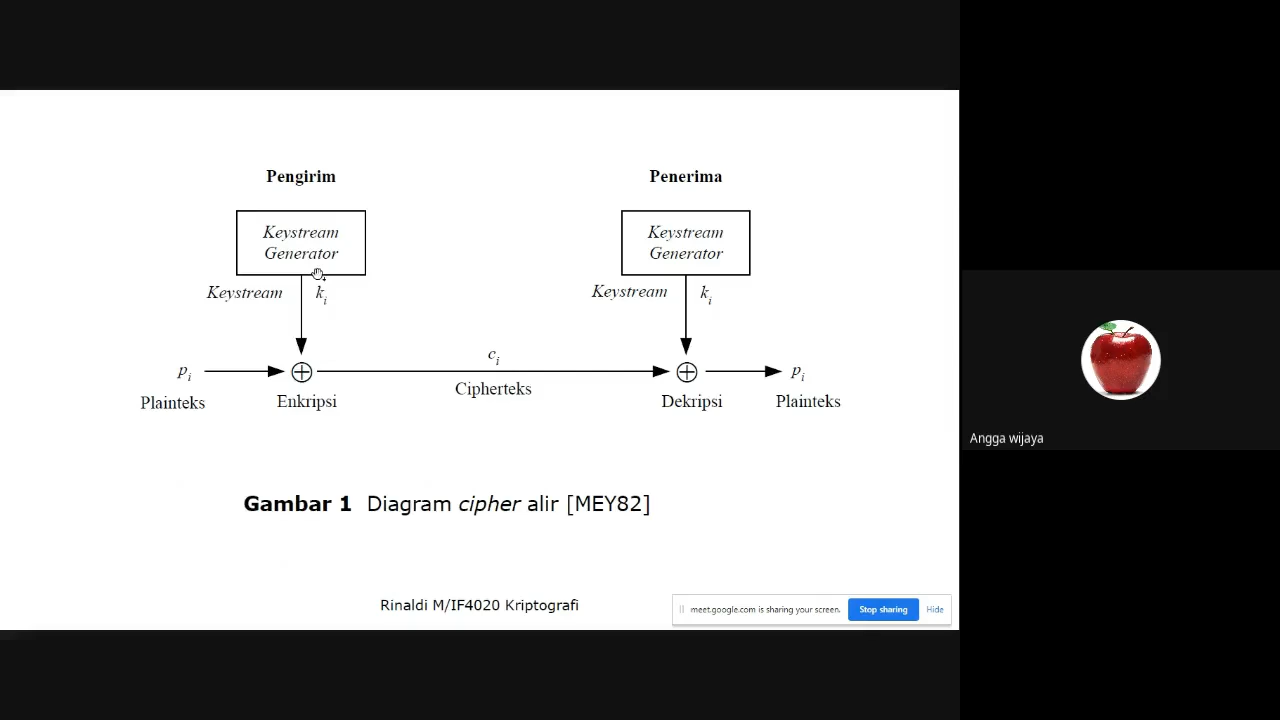 Pengirim
Penerima
Keystream
Generator
Keystream
Generator
Keystream k_i
Keystream k_i
p_i
c_i
p_i
Plainteks
Enkripsi
Cipherteks
Dekripsi
Plainteks
Gambar 1 Diagram cipher alir [MEY82]
Rinaldi M/IF4020 Kriptografi
meet.google.com is sharing your screen.
Stop sharing
Hide
Angga wijaya